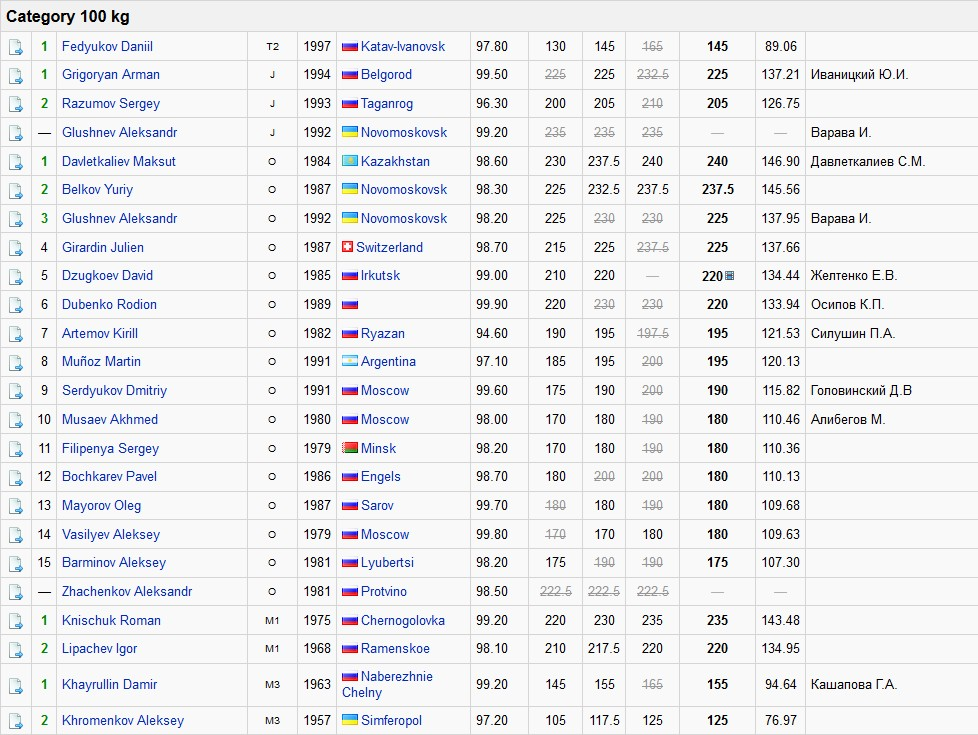 Category 100 kg
1 Fedyukov Daniil T2 1997 Katav-Ivanovsk 97.80 130 145 165 145 89.06
1 Grigoryan Arman J 1994 Belgorod 99.50 225 225 232.5 225 137.21 Иваницкий Ю.И.
2 Razumov Sergey J 1993 Taganrog 96.30 200 205 210 205 126.75
— Glushnev Aleksandr J 1992 Novomoskovsk 99.20 235 235 235 — — Варава И.
1 Davletkaliev Maksut O 1984 Kazakhstan 98.60 230 237.5 240 240 146.90 Давлеткалиев С.М.
2 Belkov Yuriy O 1987 Novomoskovsk 98.30 225 232.5 237.5 237.5 145.56
3 Glushnev Aleksandr O 1992 Novomoskovsk 98.20 225 230 230 225 137.95 Варава И.
4 Girardin Julien O 1987 Switzerland 98.70 215 225 237.5 225 137.66
5 Dzugkoev David O 1985 Irkutsk 99.00 210 220 — 220 134.44 Желтенко Е.В.
6 Dubenko Rodion O 1989 99.90 220 230 230 220 133.94 Осипов К.П.
7 Artemov Kirill O 1982 Ryazan 94.60 190 195 197.5 195 121.53 Силушин П.А.
8 Muñoz Martin O 1991 Argentina 97.10 185 195 200 195 120.13
9 Serdyukov Dmitriy O 1991 Moscow 99.60 175 190 200 190 115.82 Головинский Д.В
10 Musaev Akhmed O 1980 Moscow 98.00 170 180 190 180 110.46 Алибегов М.
11 Filipenya Sergey O 1979 Minsk 98.20 170 180 190 180 110.36
12 Bochkarev Pavel O 1986 Engels 98.70 180 200 200 180 110.13
13 Mayorov Oleg O 1987 Sarov 99.70 180 180 190 180 109.68
14 Vasilyev Aleksey O 1979 Moscow 99.80 170 170 180 180 109.63
15 Barminov Aleksey O 1981 Lyubertsi 98.20 175 190 190 175 107.30
— Zhachenkov Aleksandr O 1981 Protvino 98.50 222.5 222.5 222.5 — —
1 Knischuk Roman M1 1975 Chernogolovka 99.20 220 230 235 235 143.48
2 Lipachev Igor M1 1968 Ramenskoe 98.10 210 217.5 220 220 134.95
1 Khayrullin Damir M3 1963 Naberezhnie Chelny 99.20 145 155 165 155 94.64 Кашапова Г.А.
2 Khromenkov Aleksey M3 1957 Simferopol 97.20 105 117.5 125 125 76.97